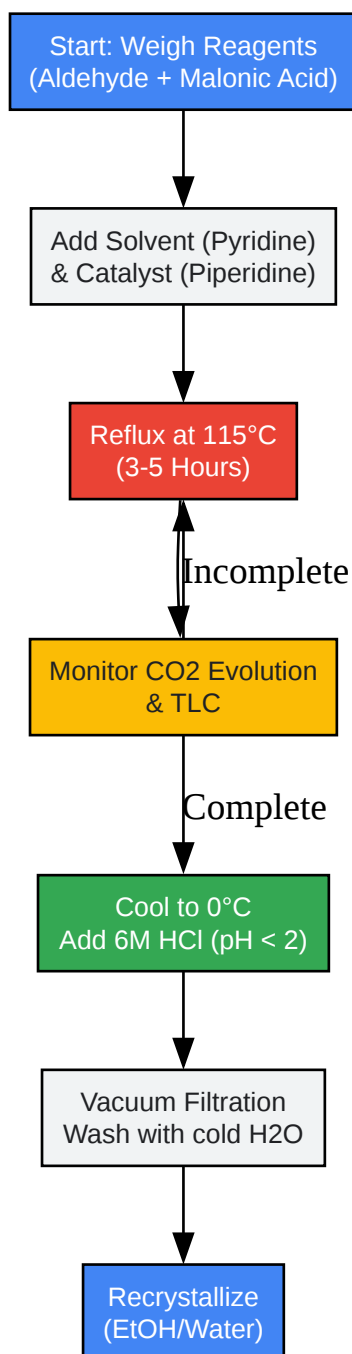 Start: Weigh Reagents
(Aldehyde + Malonic Acid)
Add Solvent (Pyridine)
& Catalyst (Piperidine)
Reflux at 115°C
(3-5 Hours)
Incomplete
Monitor CO2 Evolution
& TLC
Complete
Cool to 0°C
Add 6M HCl (pH < 2)
Vacuum Filtration
Wash with cold H2O
Recrystallize
(EtOH/Water)